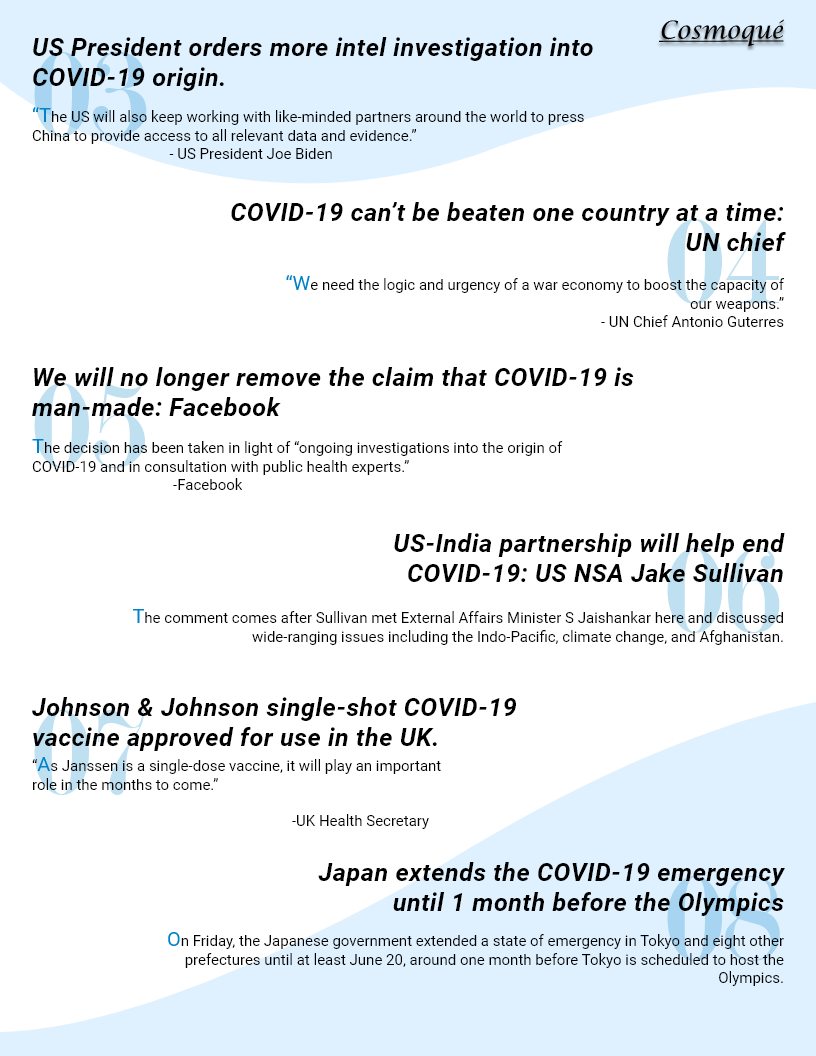 Cosmoqué
03
US President orders more intel investigation into
COVID-19 origin.
“The US will also keep working with like-minded partners around the world to press
China to provide access to all relevant data and evidence.”
- US President Joe Biden
04
COVID-19 can’t be beaten one country at a time:
UN chief
“We need the logic and urgency of a war economy to boost the capacity of
our weapons.”
- UN Chief Antonio Guterres
05
We will no longer remove the claim that COVID-19 is
man-made: Facebook
The decision has been taken in light of “ongoing investigations into the origin of
COVID-19 and in consultation with public health experts.”
-Facebook
06
US-India partnership will help end
COVID-19: US NSA Jake Sullivan
The comment comes after Sullivan met External Affairs Minister S Jaishankar here and discussed
wide-ranging issues including the Indo-Pacific, climate change, and Afghanistan.
07
Johnson & Johnson single-shot COVID-19
vaccine approved for use in the UK.
“As Janssen is a single-dose vaccine, it will play an important
role in the months to come.”
-UK Health Secretary
08
Japan extends the COVID-19 emergency
until 1 month before the Olympics
On Friday, the Japanese government extended a state of emergency in Tokyo and eight other
prefectures until at least June 20, around one month before Tokyo is scheduled to host the
Olympics.